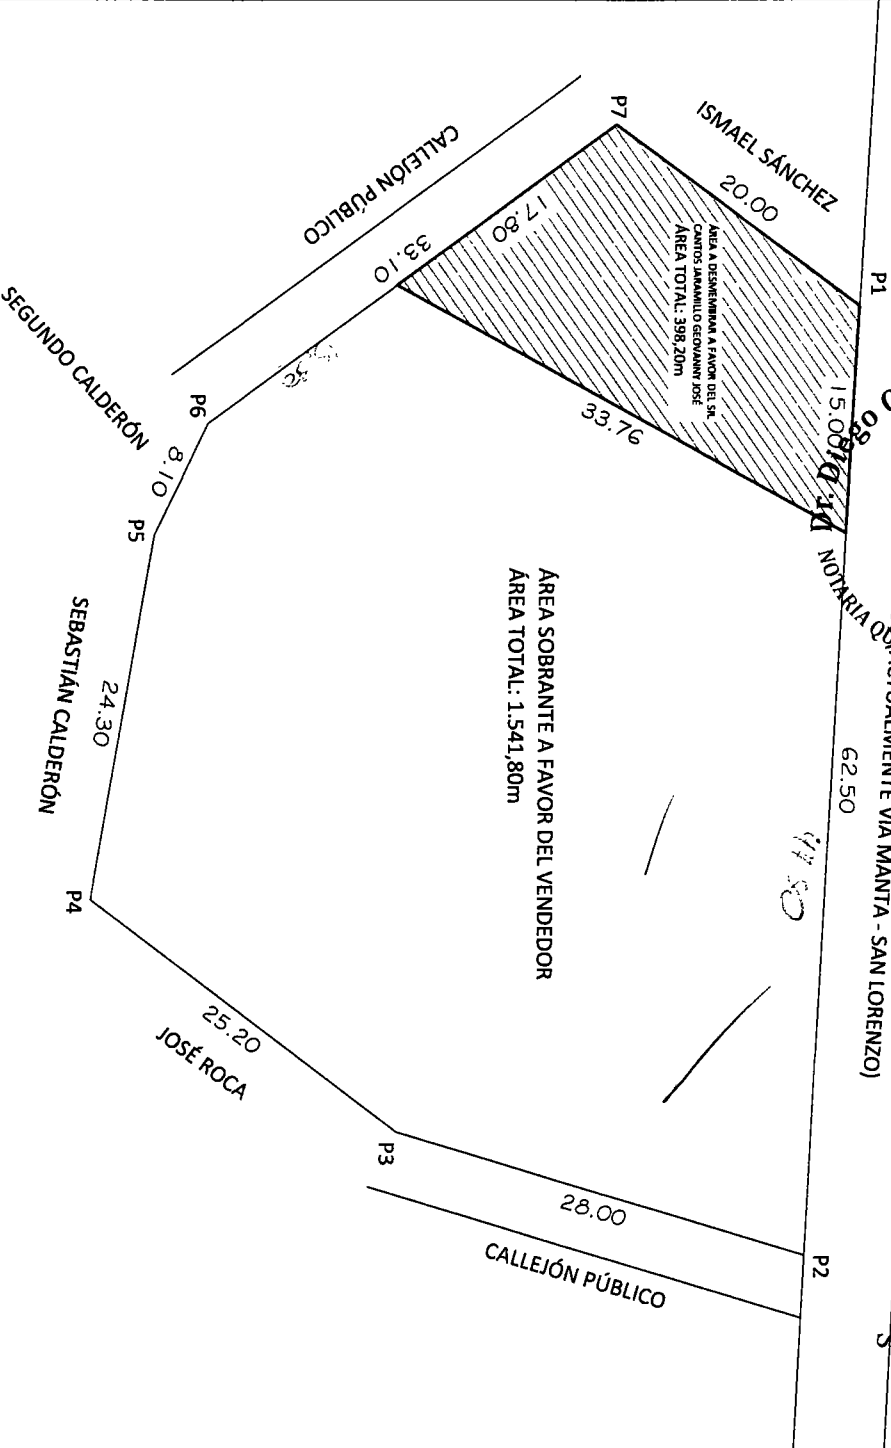 P7
ISMAEL SÁNCHEZ
20.00
P1
CALLEJÓN PÚBLICO
33.10
17.80
ÁREA A DESMEMBRAR A FAVOR DEL SR.
CANTOS JARAMILLO GEOVANNY JOSÉ
ÁREA TOTAL: 398,20m
15.00
33.76
NOTARIA
VIA MANTA - SAN LORENZO)
62.50
SEGUNDO CALDERÓN
P6
8.10
P5
ÁREA SOBRANTE A FAVOR DEL VENDEDOR
ÁREA TOTAL: 1.541,80m
SEBASTIÁN CALDERÓN
24.30
P4
25.20
JOSÉ ROCA
P3
28.00
CALLEJÓN PÚBLICO
P2